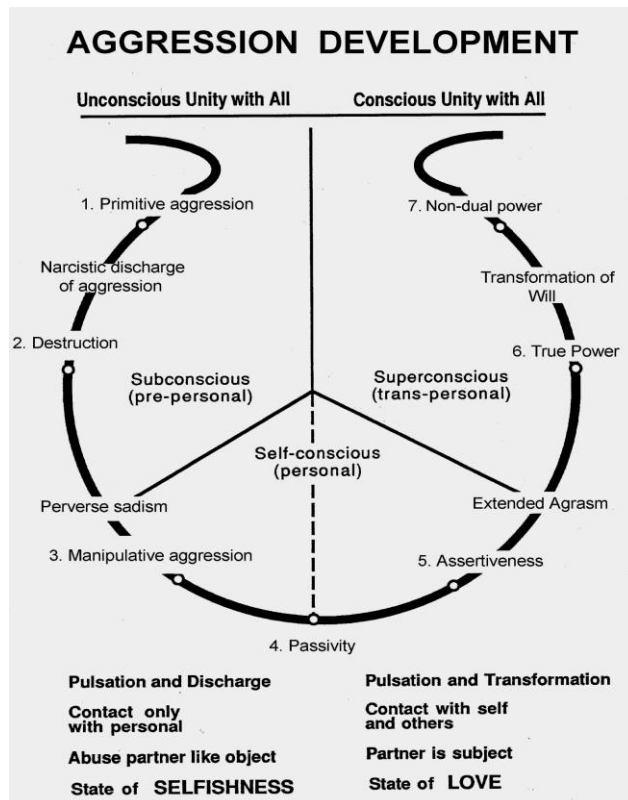 AGGRESSION DEVELOPMENT
Unconscious Unity with All
Conscious Unity with All
1. Primitive aggression
7. Non-dual power
Narcistic discharge
of aggression
Transformation of
Will
2. Destruction
6. True Power
Subconscious
(pre-personal)
Superconscious
(trans-personal)
Self-conscious
(personal)
Perverse sadism
Extended Agrasm
3. Manipulative aggression
5. Assertiveness
4. Passivity
Pulsation and Discharge
Contact only
with personal
Abuse partner like object
State of SELFISHNESS
Pulsation and Transformation
Contact with self
and others
Partner is subject
State of LOVE